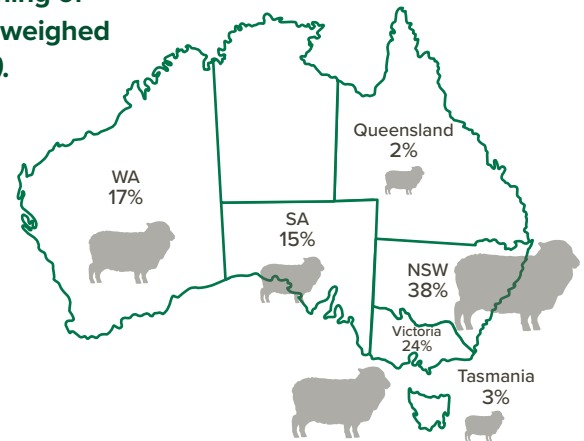 weighed
Queensland
2%
WA
17%
SA
15%
NSW
38%
Victoria
24%
Tasmania
3%